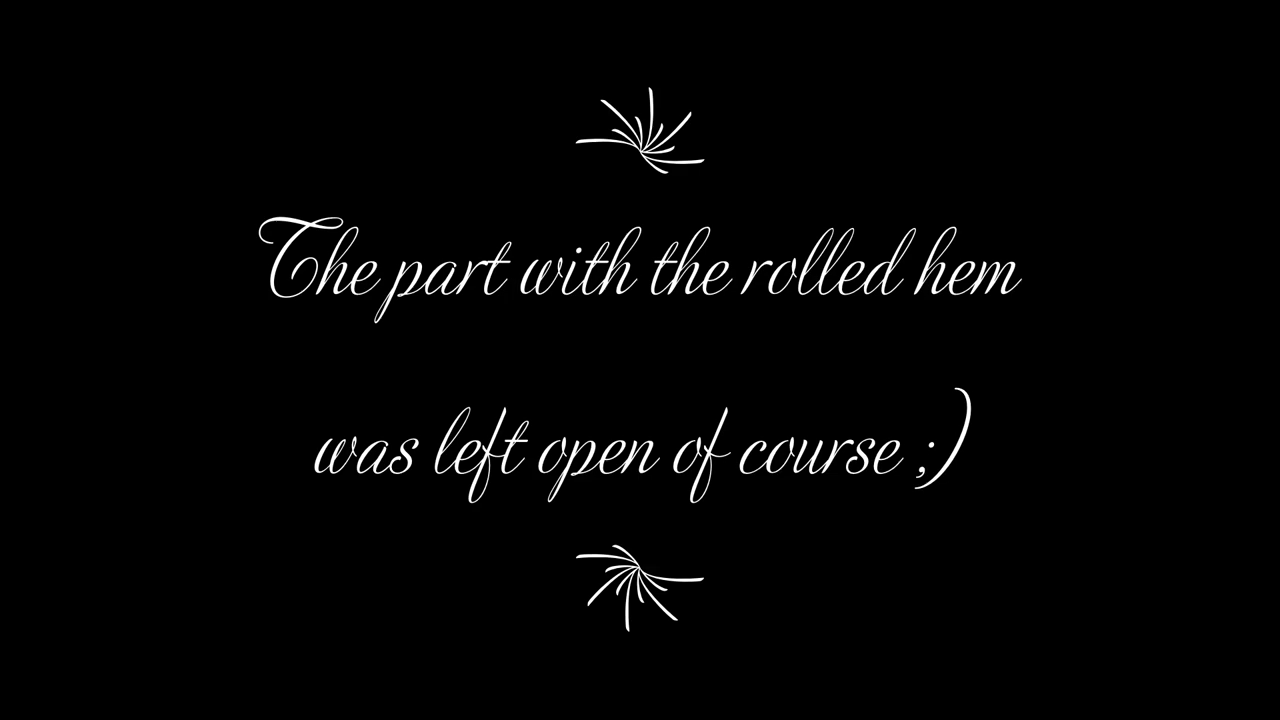 The part with the rolled hem
was left open of course ;)